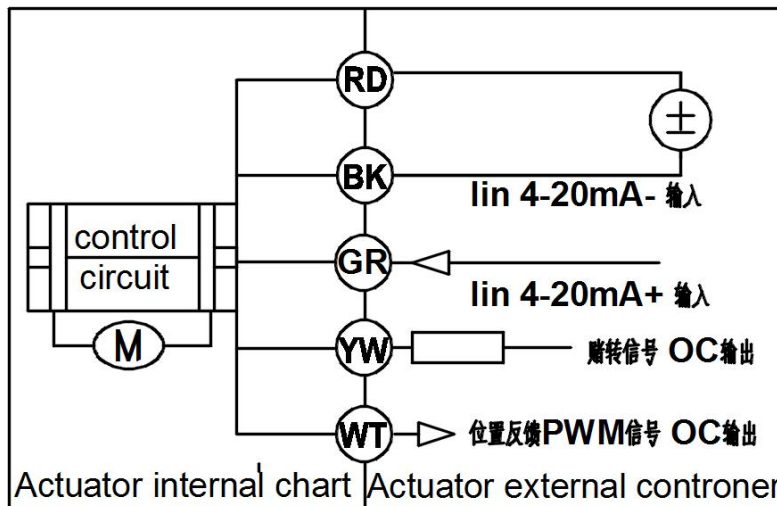 RD
±
BK
Iin 4-20mA- 输入
control
circuit
GR
Iin 4-20mA+ 输入
M
YW
赌转信号 OC输出
WT
位置反馈PWM信号 OC输出
Actuator internal chart
Actuator external controner